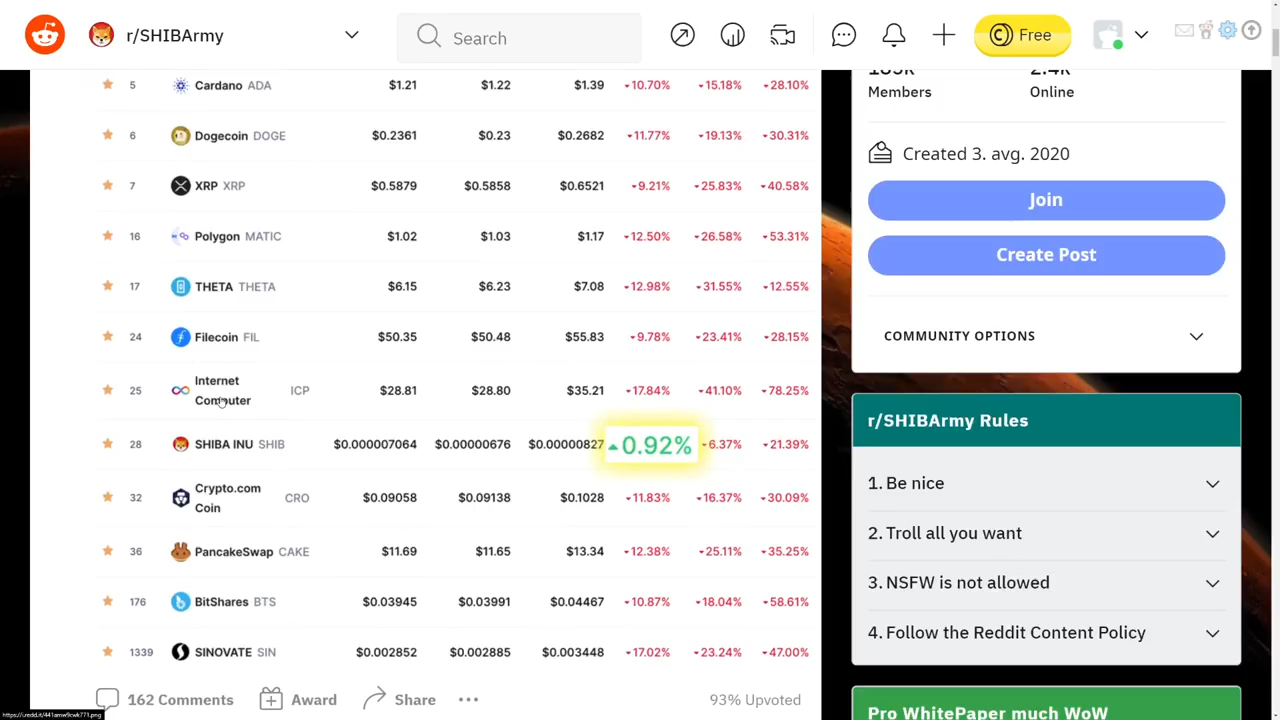 r/SHIBArmy
Search
Free
5 Cardano ADA $1.21 $1.22 $1.39 10.70% 15.18% 28.10%
6 Dogecoin DOGE $0.2361 $0.23 $0.2682 11.77% 19.13% 30.31%
7 XRP XRP $0.5879 $0.5858 $0.6521 9.21% 25.83% 40.58%
16 Polygon MATIC $1.02 $1.03 $1.17 12.50% 26.58% 53.31%
17 THETA THETA $6.15 $6.23 $7.08 12.98% 31.55% 12.55%
24 Filecoin FIL $50.35 $50.48 $55.83 9.78% 23.41% 28.15%
Internet
25 Computer ICP $28.81 $28.80 $35.21 17.84% 41.10% 78.25%
28 SHIBA INU SHIB $0.000007064 $0.00000676 $0.00000827 0.92% 6.37% 21.39%
Crypto.com
32 Coin CRO $0.09058 $0.09138 $0.1028 11.83% 16.37% 30.09%
36 PancakeSwap CAKE $11.69 $11.65 $13.34 12.38% 25.11% 35.25%
176 BitShares BTS $0.03945 $0.03991 $0.04467 10.87% 18.04% 58.61%
1339 SINOVATE SIN $0.002852 $0.002885 $0.003448 17.02% 23.24% 47.00%
162 Comments Award Share 93% Upvoted
Members Online
Created 3. avg. 2020
Join
Create Post
COMMUNITY OPTIONS
r/SHIBArmy Rules
1. Be nice
2. Troll all you want
3. NSFW is not allowed
4. Follow the Reddit Content Policy
Pro WhitePaper much WoW